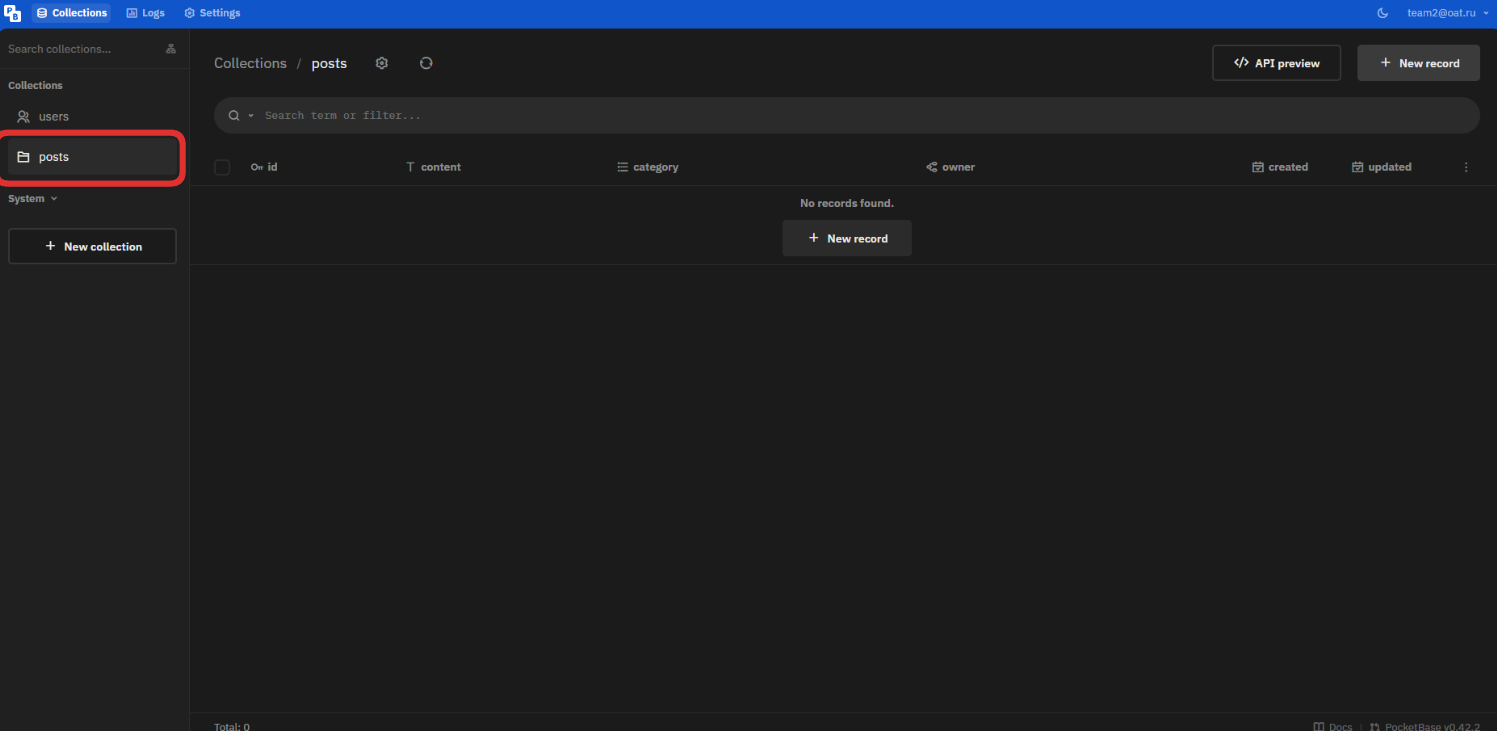 PB Collections Logs Settings team2@oat.ru
Search collections...
Collections / posts API preview + New record
Collections
users
Search term or filter...
posts
id content category owner created updated
System
No records found.
+ New record
+ New collection
Total: 0 Docs | PocketBase v0.42.2